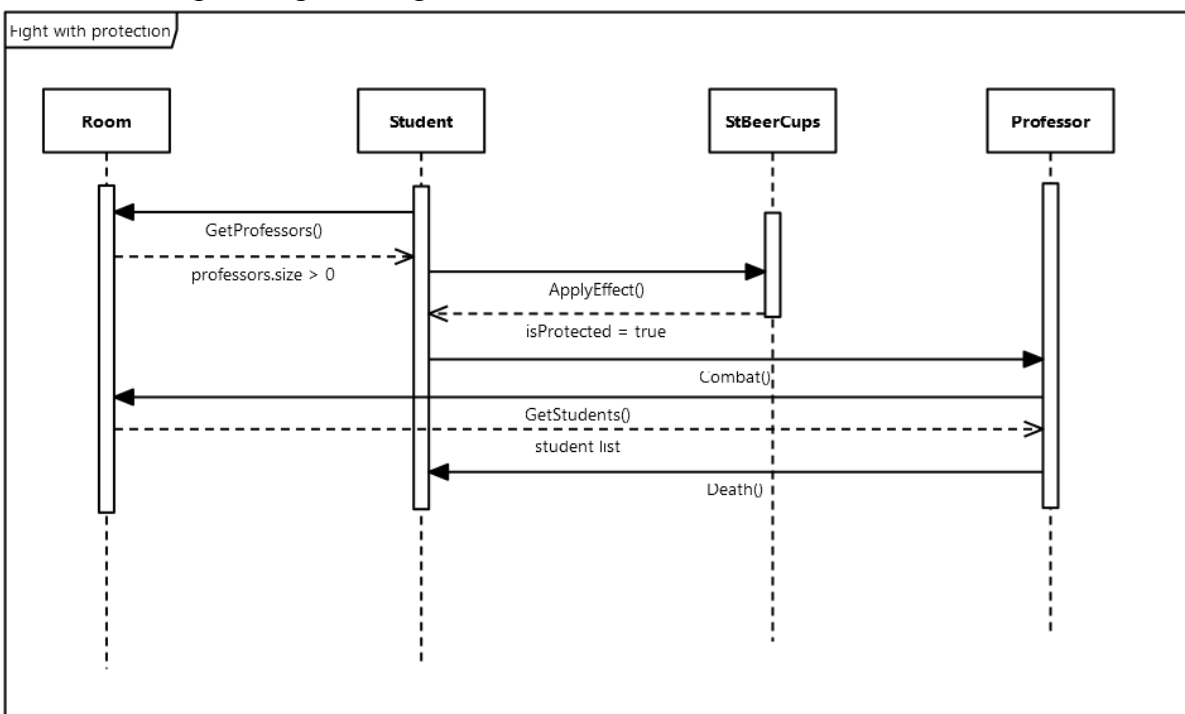 Fight with protection
Room
Student
StBeerCups
Professor
GetProfessors()
professors.size > 0
ApplyEffect()
isProtected = true
Combat()
GetStudents()
student list
Death()